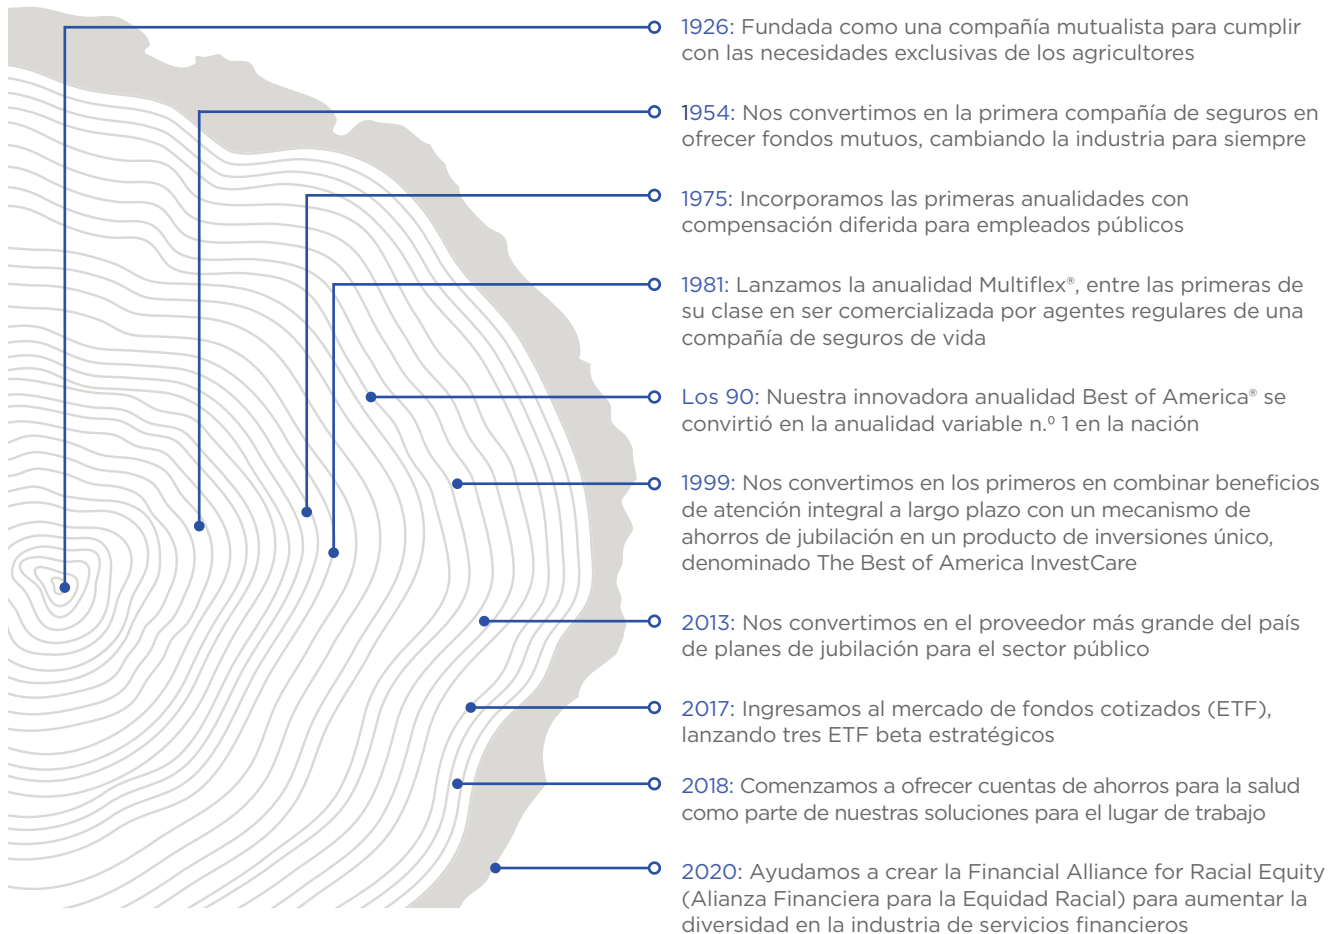 1926: Fundada como una compañía mutualista para cumplir
con las necesidades exclusivas de los agricultores
1954: Nos convertimos en la primera compañía de seguros en
ofrecer fondos mutuos, cambiando la industria para siempre
1975: Incorporamos las primeras anualidades con
compensación diferida para empleados públicos
1981: Lanzamos la anualidad Multiflex®, entre las primeras de
su clase en ser comercializada por agentes regulares de una
compañía de seguros de vida
Los 90: Nuestra innovadora anualidad Best of America® se
convirtió en la anualidad variable n.⁰ 1 en la nación
1999: Nos convertimos en los primeros en combinar beneficios
de atención integral a largo plazo con un mecanismo de
ahorros de jubilación en un producto de inversiones único,
denominado The Best of America InvestCare
2013: Nos convertimos en el proveedor más grande del país
de planes de jubilación para el sector público
2017: Ingresamos al mercado de fondos cotizados (ETF),
lanzando tres ETF beta estratégicos
2018: Comenzamos a ofrecer cuentas de ahorros para la salud
como parte de nuestras soluciones para el lugar de trabajo
2020: Ayudamos a crear la Financial Alliance for Racial Equity
(Alianza Financiera para la Equidad Racial) para aumentar la
diversidad en la industria de servicios financieros